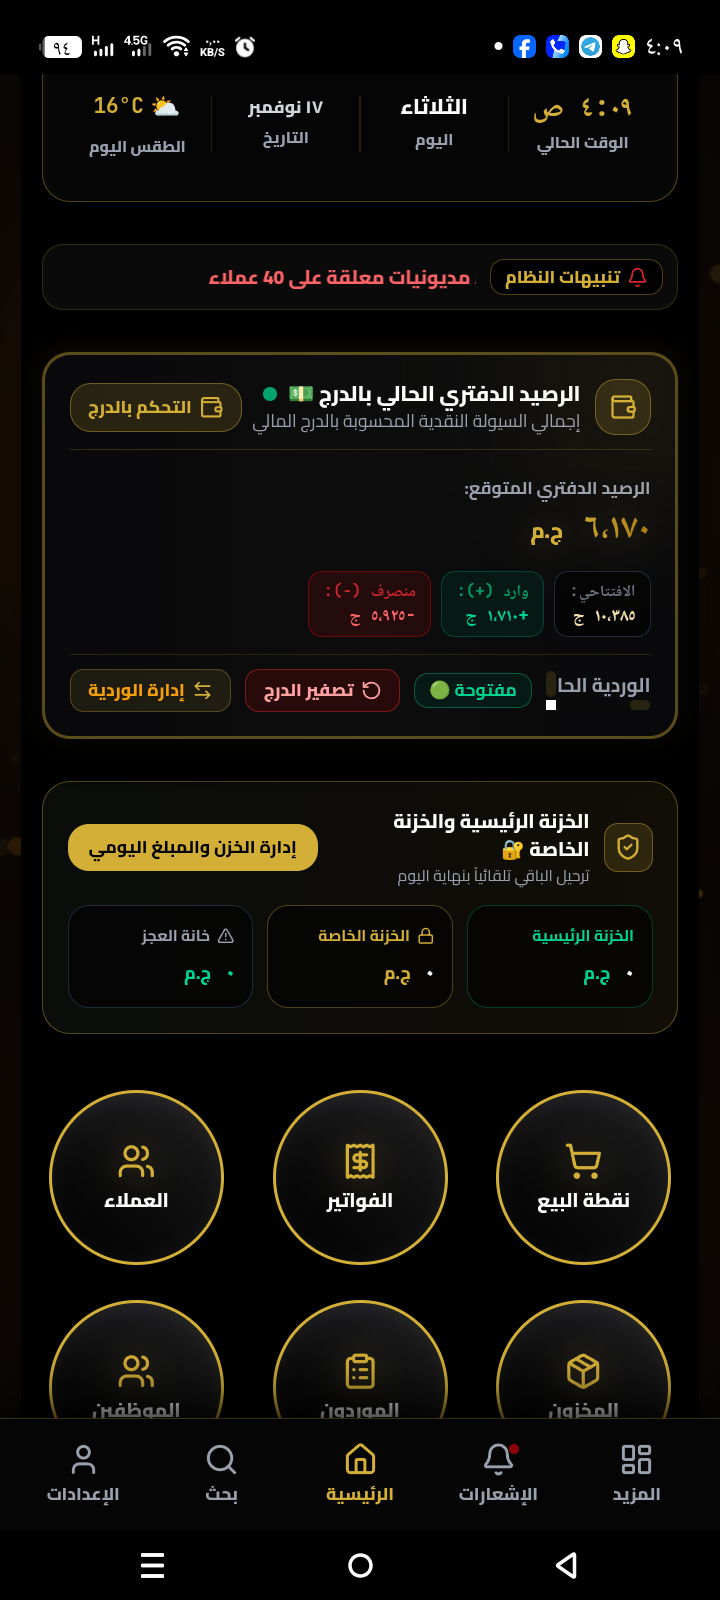 ٩٤
H
4.5G
KB/S
٤:٠٩
٤:٠٩ ص
الوقت الحالي
الثلاثاء
اليوم
١٧ نوفمبر
التاريخ
16°C
الطقس اليوم
تنبيهات النظام
مديونيات معلقة على 40 عملاء
الرصيد الدفتري الحالي بالدرج 💵
إجمالي السيولة النقدية المحسوبة بالدرج المالي
التحكم بالدرج
الرصيد الدفتري المتوقع:
٦،١٧٠ ج.م
الافتتاحي:
١٠،٣٨٥ ج
وارد (+):
+١،٧١٠ ج
منصرف (-):
-٥،٩٢٥ ج
الوردية الحا
مفتوحة 🟢
تصفير الدرج
إدارة الوردية
الخزنة الرئيسية والخزنة
الخاصة 🔐
ترحيل الباقي تلقائياً بنهاية اليوم
إدارة الخزن والمبلغ اليومي
الخزنة الرئيسية
٠ ج.م
الخزنة الخاصة
٠ ج.م
خانة العجز
٠ ج.م
نقطة البيع
الفواتير
العملاء
المخزون
الموردون
الموظفين
المزيد
الإشعارات
الرئيسية
بحث
الإعدادات